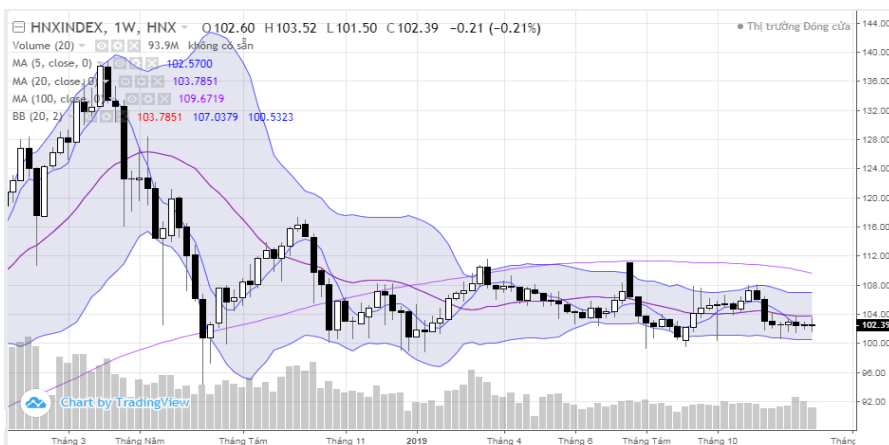 HNXINDEX, 1W, HNX O102.60 H103.52 L101.50 C102.39 −0.21 (−0.21%)
Thị trường Đóng cửa
Volume (20) 93.9M không có sẵn
MA (5, close, 0) 102.5700
MA (20, close, 0) 103.7851
MA (100, close, 0) 109.6719
BB (20, 2) 103.7851 107.0379 100.5323
144.00
140.00
136.00
132.00
128.00
124.00
120.00
116.00
112.00
108.00
104.00
102.39
100.00
96.00
92.00
Chart by TradingView
Tháng 3 Tháng Năm Tháng Tám Tháng 11 2019 Tháng 4 Tháng 6 Tháng Tám Tháng 10 Tháng